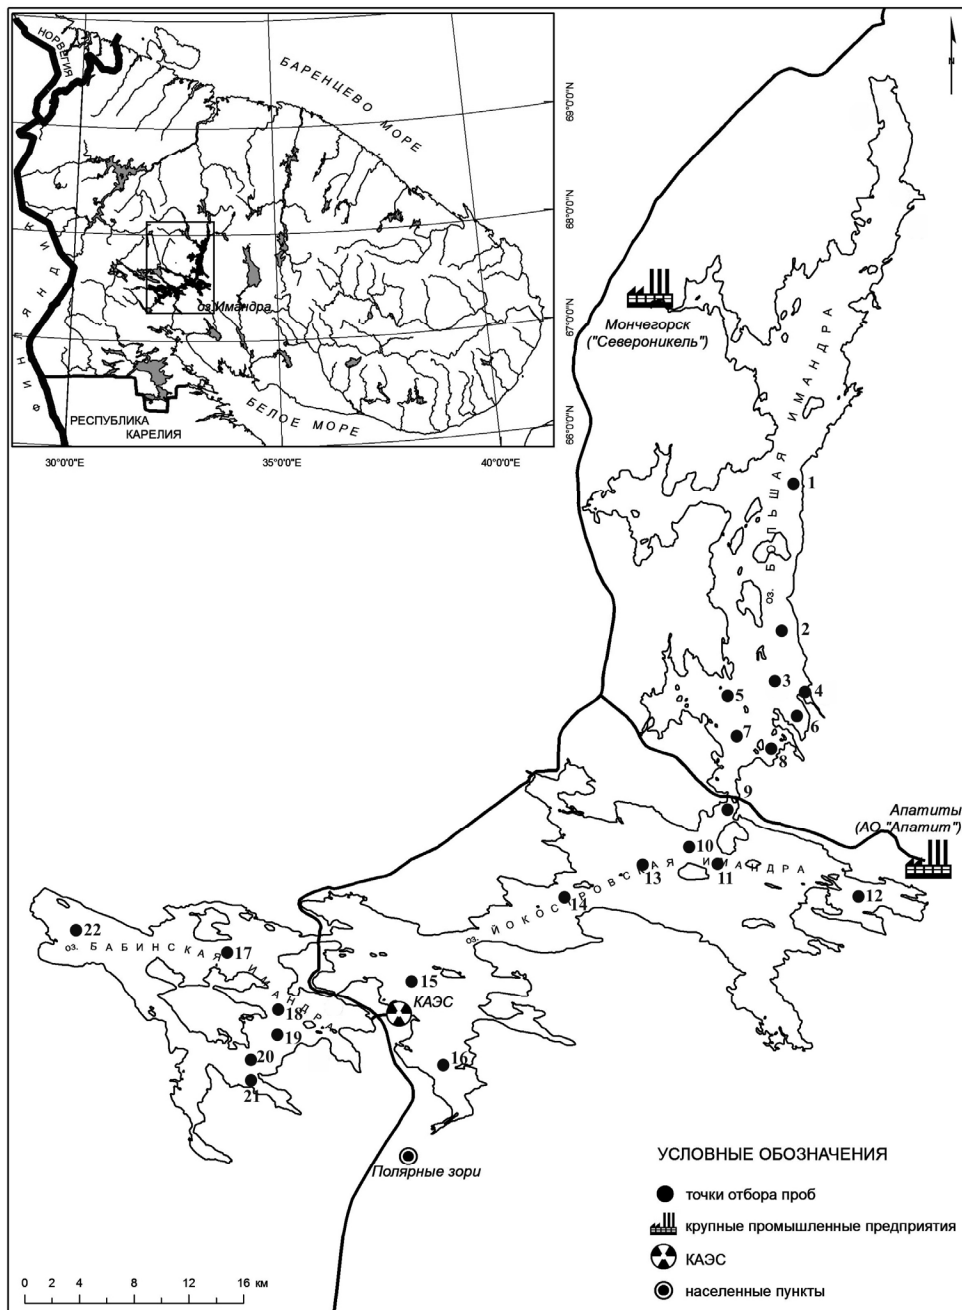 НОРВЕГИЯ
БАРЕНЦЕВО МОРЕ
69°0'0"N
68°0'0"N
67°0'0"N
66°0'0"N
ФИНЛЯНДИЯ
оз.Имандра
БЕЛОЕ МОРЕ
РЕСПУБЛИКА
КАРЕЛИЯ
30°0'0"E
35°0'0"E
40°0'0"E
N
Мончегорск
("Североникель")
оз. БОЛЬШАЯ ИМАНДРА
1
2
3
4
5
6
7
8
9
Апатиты
(АО "Апатит")
10
11
12
13
14
оз. ЙОКОСТРОВСКАЯ ИМАНДРА
22
оз. БАБИНСКАЯ ИМАНДРА
17
15
КАЭС
18
19
20
21
16
Полярные зори
УСЛОВНЫЕ ОБОЗНАЧЕНИЯ
точки отбора проб
крупные промышленные предприятия
КАЭС
населенные пункты
0 2 4 8 12 16 км